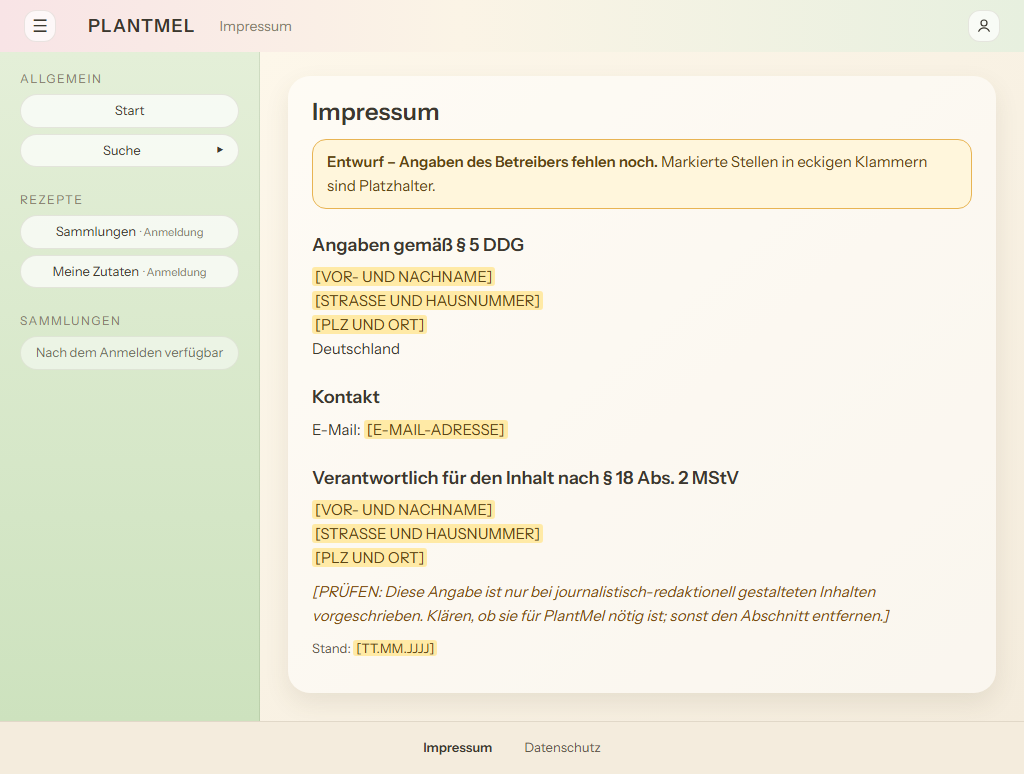 PLANTMEL
Impressum
ALLGEMEIN
Start
Suche
REZEPTE
Sammlungen · Anmeldung
Meine Zutaten · Anmeldung
SAMMLUNGEN
Nach dem Anmelden verfügbar
Impressum
Entwurf – Angaben des Betreibers fehlen noch. Markierte Stellen in eckigen Klammern
sind Platzhalter.
Angaben gemäß § 5 DDG
[VOR- UND NACHNAME]
[STRASSE UND HAUSNUMMER]
[PLZ UND ORT]
Deutschland
Kontakt
E-Mail: [E-MAIL-ADRESSE]
Verantwortlich für den Inhalt nach § 18 Abs. 2 MStV
[VOR- UND NACHNAME]
[STRASSE UND HAUSNUMMER]
[PLZ UND ORT]
[PRÜFEN: Diese Angabe ist nur bei journalistisch-redaktionell gestalteten Inhalten
vorgeschrieben. Klären, ob sie für PlantMel nötig ist; sonst den Abschnitt entfernen.]
Stand: [TT.MM.JJJJ]
Impressum
Datenschutz